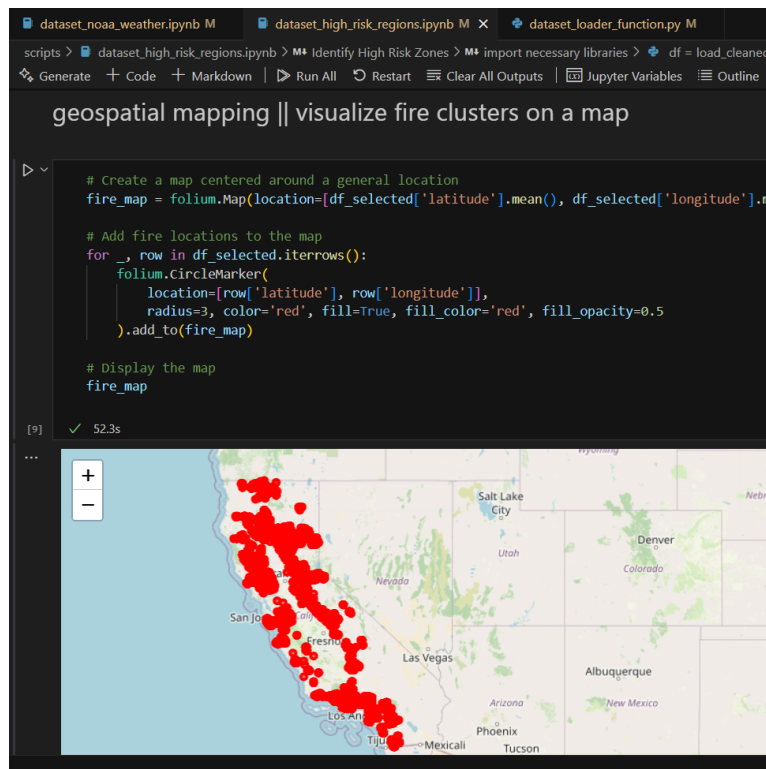 dataset_noaa_weather.ipynb M
dataset_high_risk_regions.ipynb M
dataset_loader_function.py M
scripts > dataset_high_risk_regions.ipynb > M↓ Identify High Risk Zones > M↓ import necessary libraries > df = load_cleaned
Generate + Code + Markdown | Run All Restart Clear All Outputs | Jupyter Variables Outline
geospatial mapping || visualize fire clusters on a map
# Create a map centered around a general location
fire_map = folium.Map(location=[df_selected['latitude'].mean(), df_selected['longitude'].m
# Add fire locations to the map
for _, row in df_selected.iterrows():
folium.CircleMarker(
location=[row['latitude'], row['longitude']],
radius=3, color='red', fill=True, fill_color='red', fill_opacity=0.5
).add_to(fire_map)
# Display the map
fire_map
[9]
52.3s
...
+
−
Wyoming
Salt Lake
City
Neb
Denver
Utah
Colorado
Nevada
San Jo
Cali
Fresno
Las Vegas
Albuquerque
Arizona
New Mexico
Los An
Phoenix
Tiju
Mexicali
Tucson